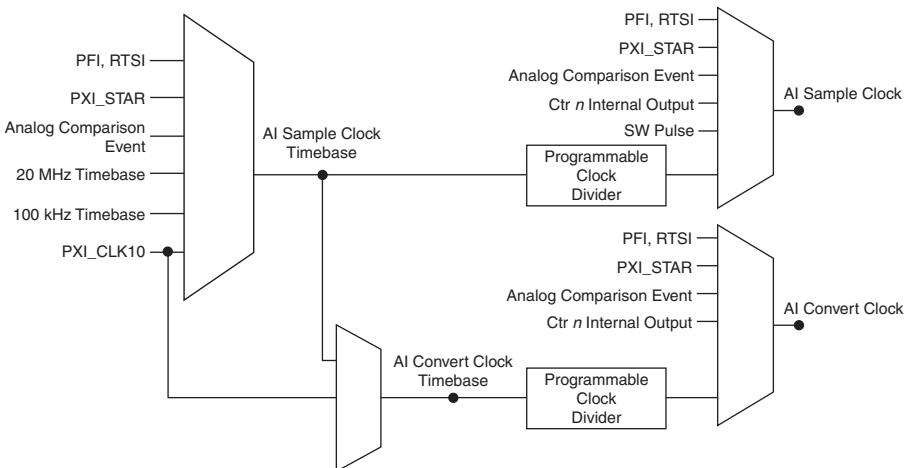 PFI, RTSI
PXI_STAR
Analog Comparison
Event
20 MHz Timebase
100 kHz Timebase
PXI_CLK10
AI Sample Clock
Timebase
PFI, RTSI
PXI_STAR
Analog Comparison Event
Ctr n Internal Output
SW Pulse
Programmable
Clock
Divider
AI Sample Clock
AI Convert Clock
Timebase
PFI, RTSI
PXI_STAR
Analog Comparison Event
Ctr n Internal Output
Programmable
Clock
Divider
AI Convert Clock